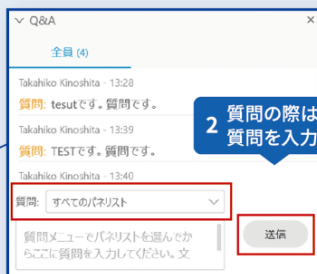 Q&A
全員 (4)
Takahiko Kinoshita - 13:28
質問: tesutです。質問です。
Takahiko Kinoshita - 13:39
質問: TESTです。質問です。
2 質問の際は
質問を入力
Takahiko Kinoshita - 13:40
質問: すべてのパネリスト
質問メニューでパネリストを選んでか
らここに質問を入力してください。文
送信